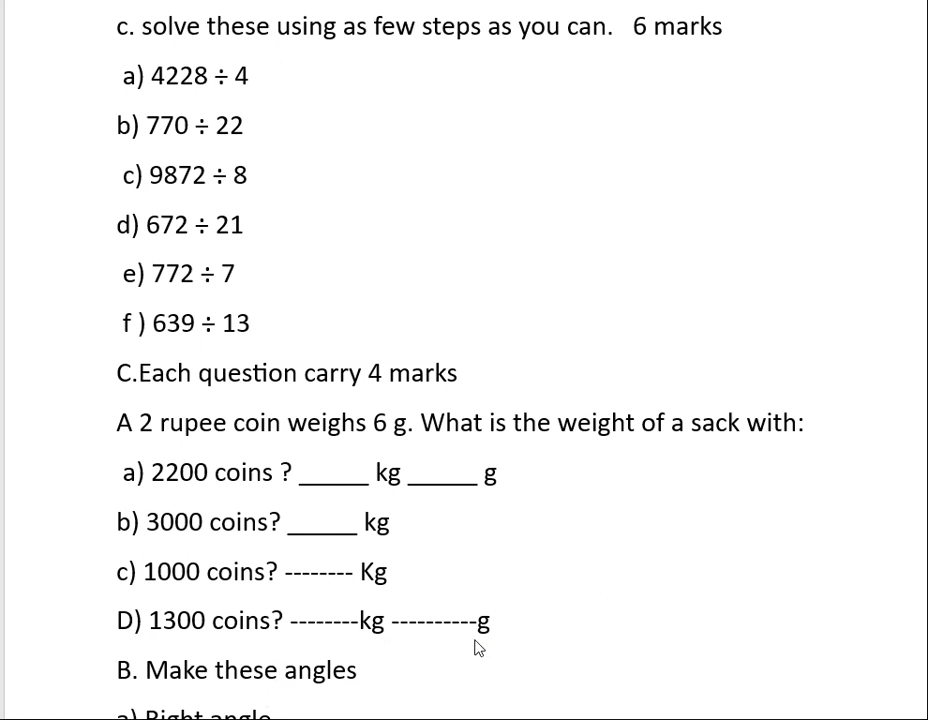 c. solve these using as few steps as you can.   6 marks
a) 4228 ÷ 4
b) 770 ÷ 22
c) 9872 ÷ 8
d) 672 ÷ 21
e) 772 ÷ 7
f ) 639 ÷ 13
C.Each question carry 4 marks
A 2 rupee coin weighs 6 g. What is the weight of a sack with:
a) 2200 coins ? _____ kg _____ g
b) 3000 coins? _____ kg
c) 1000 coins? -------- Kg
D) 1300 coins? --------kg ----------g
B. Make these angles
a) Right angle